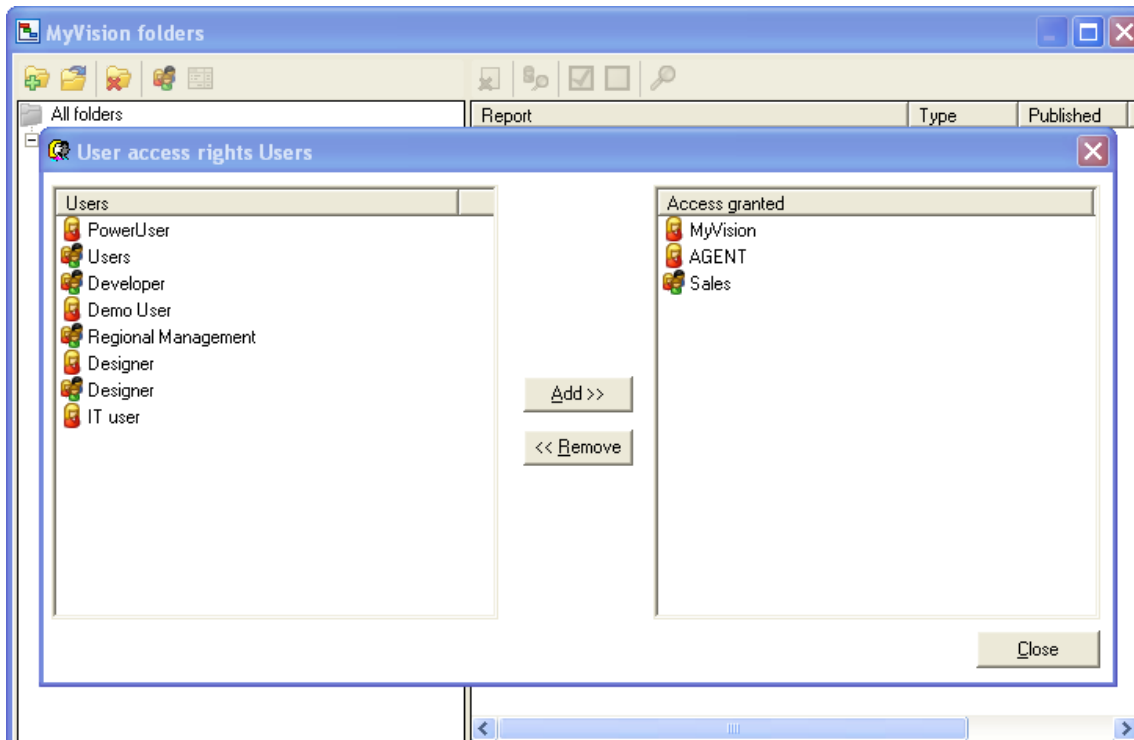 MyVision folders
All folders
Report Type Published
User access rights Users
Users
PowerUser
Users
Developer
Demo User
Regional Management
Designer
Designer
IT user
Add >>
<< Remove
Access granted
MyVision
AGENT
Sales
Close